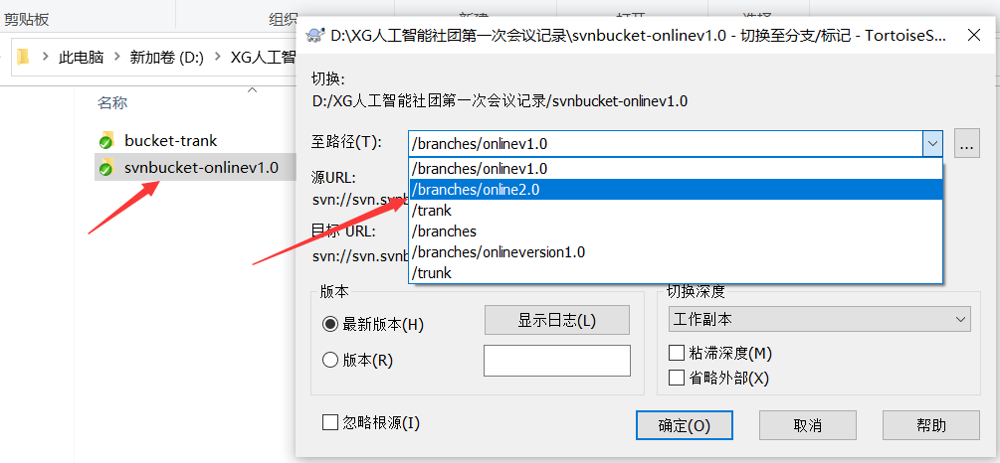 剪贴板
组织
新建
打开
选择
此电脑 > 新加卷 (D:) > XG人工智
名称
bucket-trank
svnbucket-onlinev1.0
D:\XG人工智能社团第一次会议记录\svnbucket-onlinev1.0 - 切换至分支/标记 - TortoiseS...
切换:
D:/XG人工智能社团第一次会议记录/svnbucket-onlinev1.0
至路径(T):
/branches/onlinev1.0
...
/branches/onlinev1.0
/branches/online2.0
/trank
/branches
/branches/onlineversion1.0
/trunk
源URL:
svn://svn.svnb
目标 URL:
svn://svn.svnb
版本
最新版本(H)
显示日志(L)
版本(R)
切换深度
工作副本
粘滞深度(M)
省略外部(X)
忽略根源(I)
确定(O)
取消
帮助